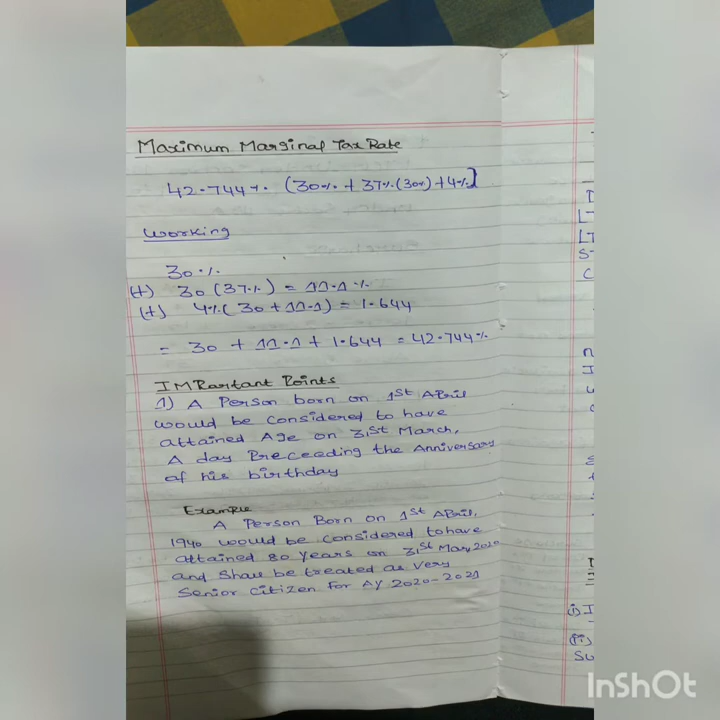 Maximum Marginal Tax Rate
42.744%. (30% + 37%(30%) + 4%]
Working
30%
(+) 30 (37%) = 11.1%
(+) 4%( 30 + 11.1) = 1.644
= 30 + 11.1 + 1.644 = 42.744%
IMPortant Points
1) A Person born on 1st April
would be considered to have
attained Age on 31st March,
A day Preceeding the Anniversary
of his birthday
Example
A Person Born on 1st April,
1940 would be considered to have
attained 80 years on 31st Mar 2020
and Shall be treated as Very
Senior Citizen for AY 2020-2021
InShOt